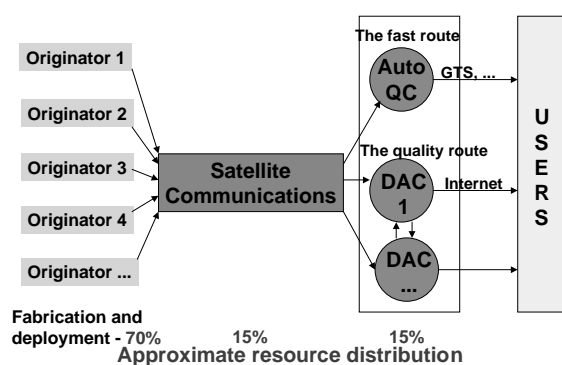 Originator 1
Originator 2
Originator 3
Originator 4
Originator ...
Satellite
Communications
The fast route
Auto
QC
GTS, ...
The quality route
DAC
1
Internet
DAC
...
U
S
E
R
S
Fabrication and
deployment - 70%
15%
15%
Approximate resource distribution